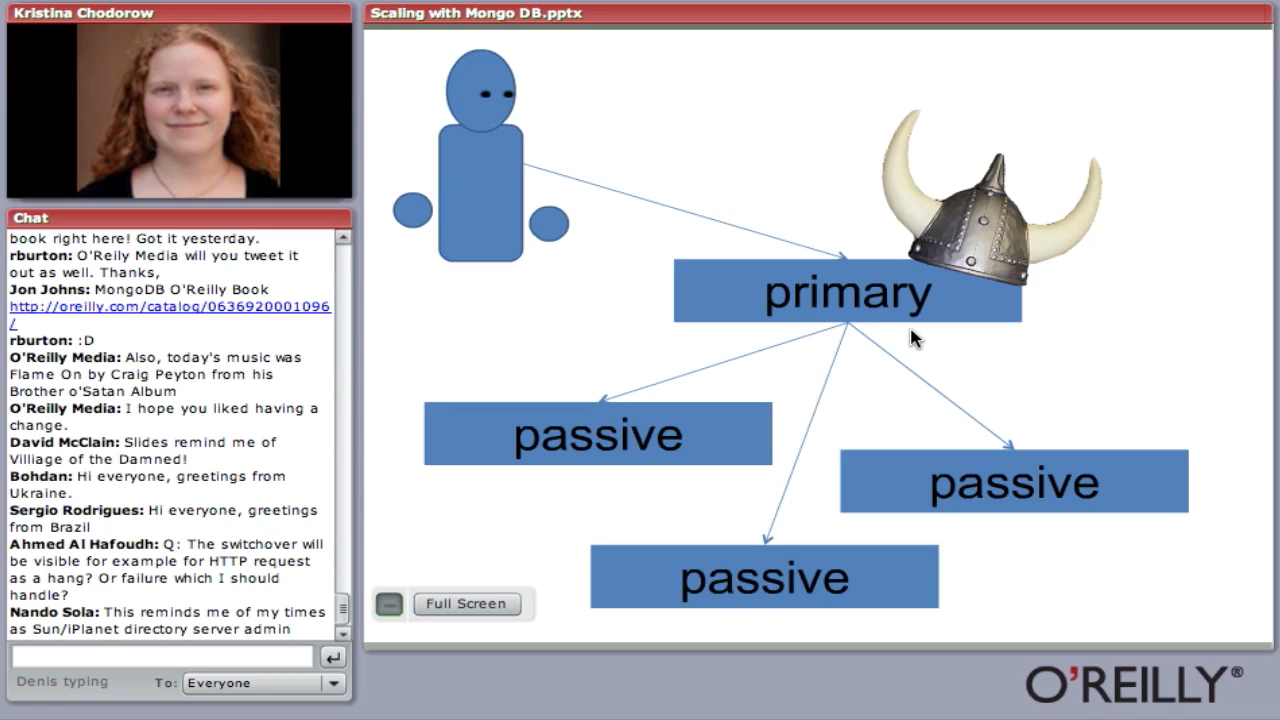 Kristina Chodorow
Scaling with Mongo DB.pptx
Chat
book right here! Got it yesterday.
rburton: O'Reily Media will you tweet it
out as well. Thanks,
Jon Johns: MongoDB O'Reilly Book
http://oreilly.com/catalog/0636920001096
/
rburton: :D
O'Reilly Media: Also, today's music was
Flame On by Craig Peyton from his
Brother o'Satan Album
O'Reilly Media: I hope you liked having a
change.
David McClain: Slides remind me of
Villiage of the Damned!
Bohdan: Hi everyone, greetings from
Ukraine.
Sergio Rodrigues: Hi everyone, greetings
from Brazil
Ahmed Al Hafoudh: Q: The switchover will
be visible for example for HTTP request
as a hang? Or failure which I should
handle?
Nando Sola: This reminds me of my times
as Sun/iPlanet directory server admin
Denis typing
To: Everyone
primary
passive
passive
passive
Full Screen
O'REILLY®